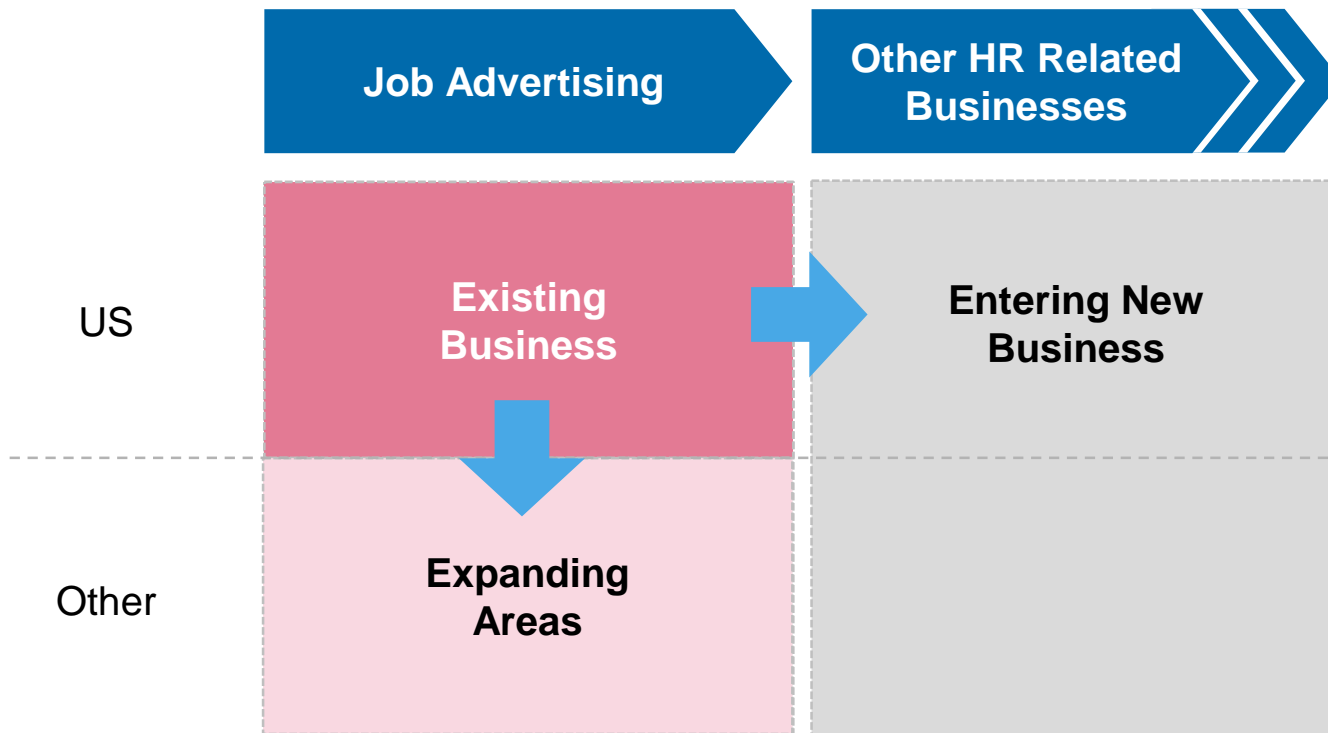 Job Advertising
Other HR Related
Businesses
US
Existing
Business
Entering New
Business
Other
Expanding
Areas